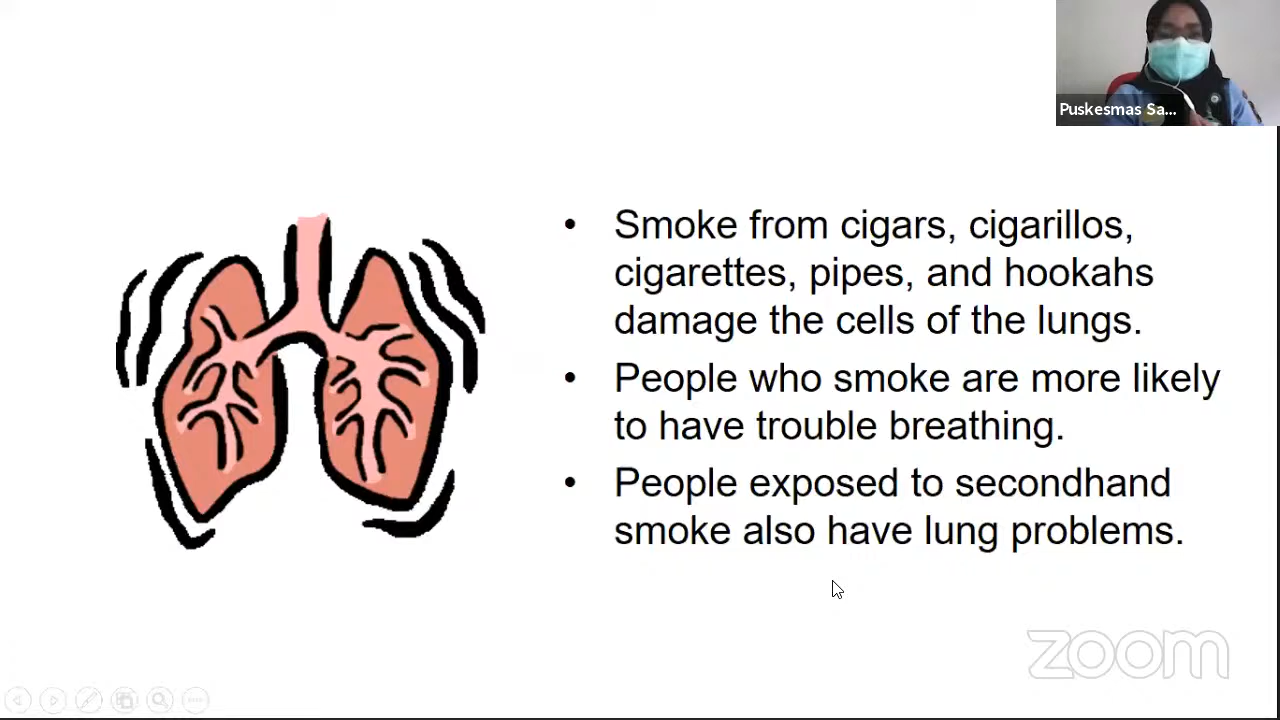 Puskesmas Sa...
• Smoke from cigars, cigarillos,
cigarettes, pipes, and hookahs
damage the cells of the lungs.
• People who smoke are more likely
to have trouble breathing.
• People exposed to secondhand
smoke also have lung problems.
zoom